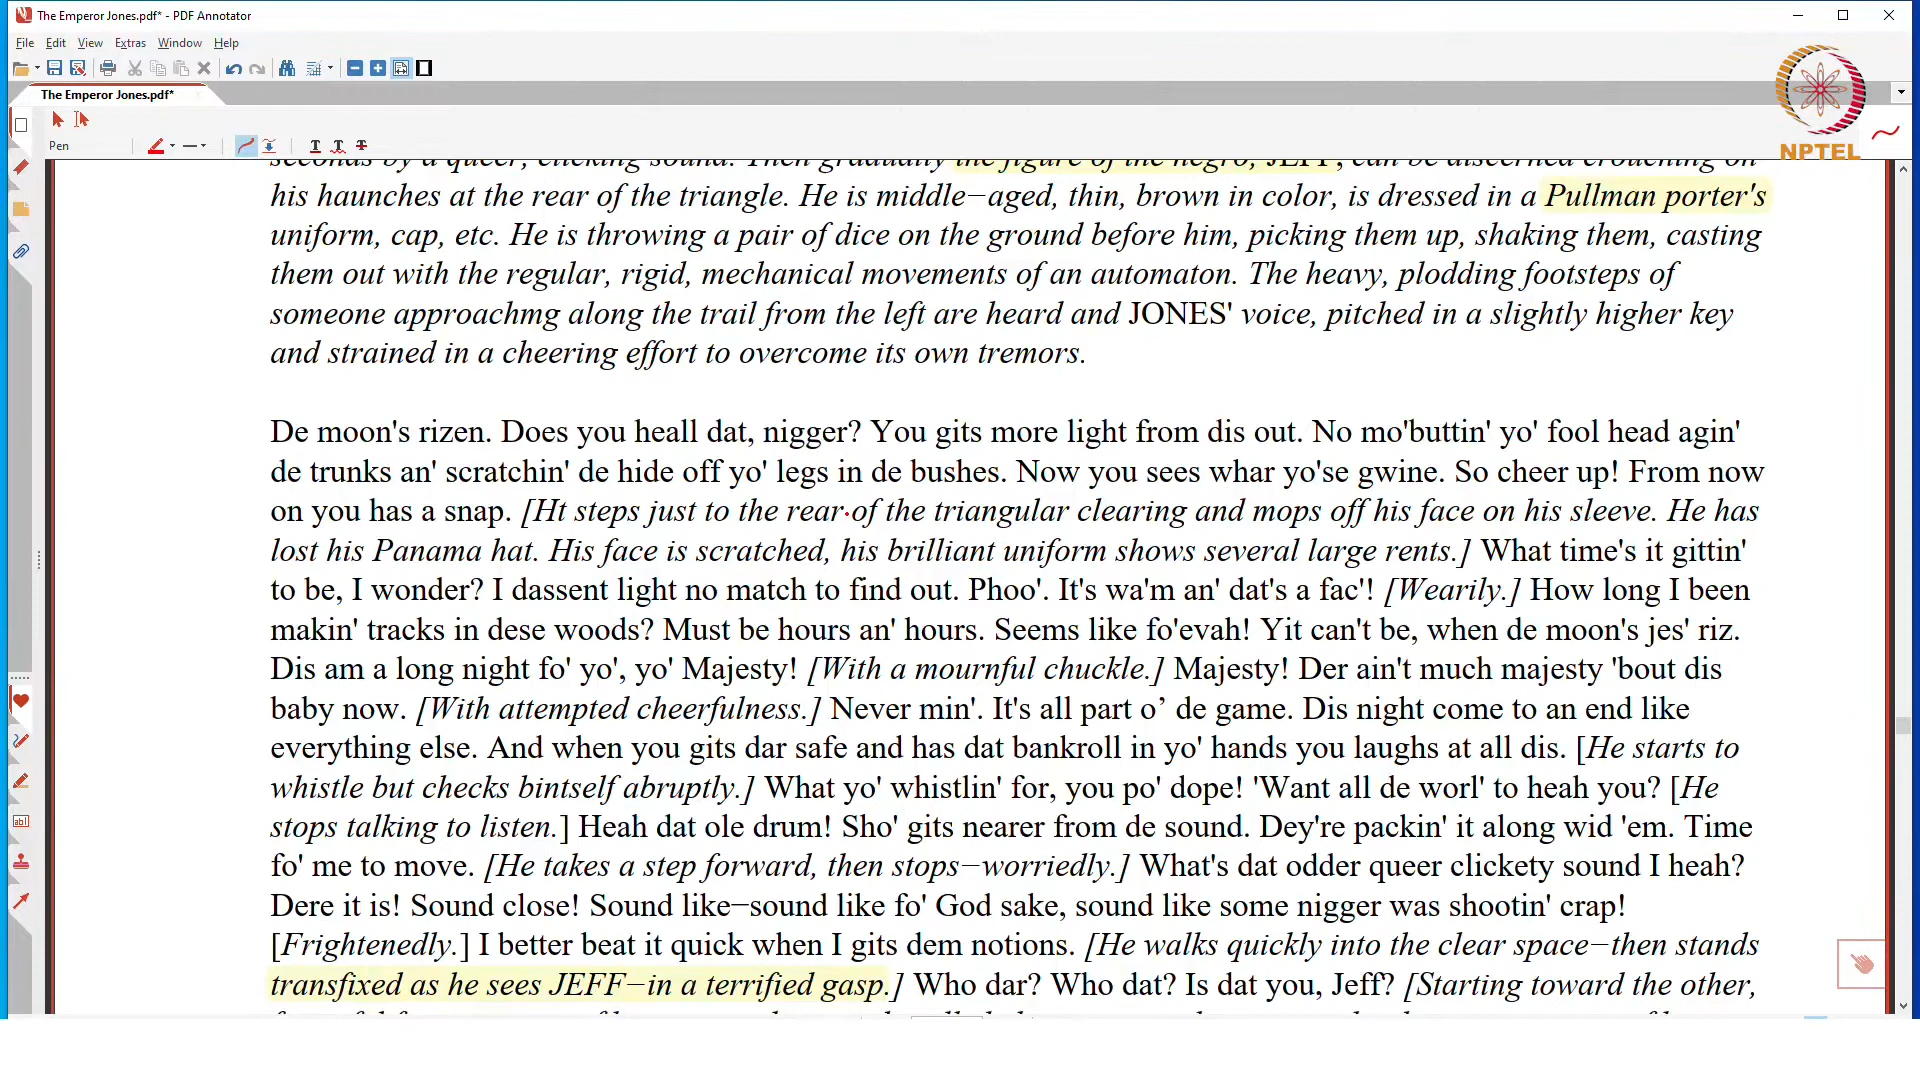 The Emperor Jones.pdf* - PDF Annotator
File Edit View Extras Window Help
The Emperor Jones.pdf*
Pen
NPTEL
seconds by a queer, clicking sound. Then gradually the figure of the negro, JEFF, can be discerned crouching on
his haunches at the rear of the triangle. He is middle−aged, thin, brown in color, is dressed in a Pullman porter's
uniform, cap, etc. He is throwing a pair of dice on the ground before him, picking them up, shaking them, casting
them out with the regular, rigid, mechanical movements of an automaton. The heavy, plodding footsteps of
someone approachmg along the trail from the left are heard and JONES' voice, pitched in a slightly higher key
and strained in a cheering effort to overcome its own tremors.
De moon's rizen. Does you heall dat, nigger? You gits more light from dis out. No mo'buttin' yo' fool head agin'
de trunks an' scratchin' de hide off yo' legs in de bushes. Now you sees whar yo'se gwine. So cheer up! From now
on you has a snap. [Ht steps just to the rear of the triangular clearing and mops off his face on his sleeve. He has
lost his Panama hat. His face is scratched, his brilliant uniform shows several large rents.] What time's it gittin'
to be, I wonder? I dassent light no match to find out. Phoo'. It's wa'm an' dat's a fac'! [Wearily.] How long I been
makin' tracks in dese woods? Must be hours an' hours. Seems like fo'evah! Yit can't be, when de moon's jes' riz.
Dis am a long night fo' yo', yo' Majesty! [With a mournful chuckle.] Majesty! Der ain't much majesty 'bout dis
baby now. [With attempted cheerfulness.] Never min'. It's all part o’ de game. Dis night come to an end like
everything else. And when you gits dar safe and has dat bankroll in yo' hands you laughs at all dis. [He starts to
whistle but checks bintself abruptly.] What yo' whistlin' for, you po' dope! 'Want all de worl' to heah you? [He
stops talking to listen.] Heah dat ole drum! Sho' gits nearer from de sound. Dey're packin' it along wid 'em. Time
fo' me to move. [He takes a step forward, then stops−worriedly.] What's dat odder queer clickety sound I heah?
Dere it is! Sound close! Sound like−sound like fo' God sake, sound like some nigger was shootin' crap!
[Frightenedly.] I better beat it quick when I gits dem notions. [He walks quickly into the clear space−then stands
transfixed as he sees JEFF−in a terrified gasp.] Who dar? Who dat? Is dat you, Jeff? [Starting toward the other,